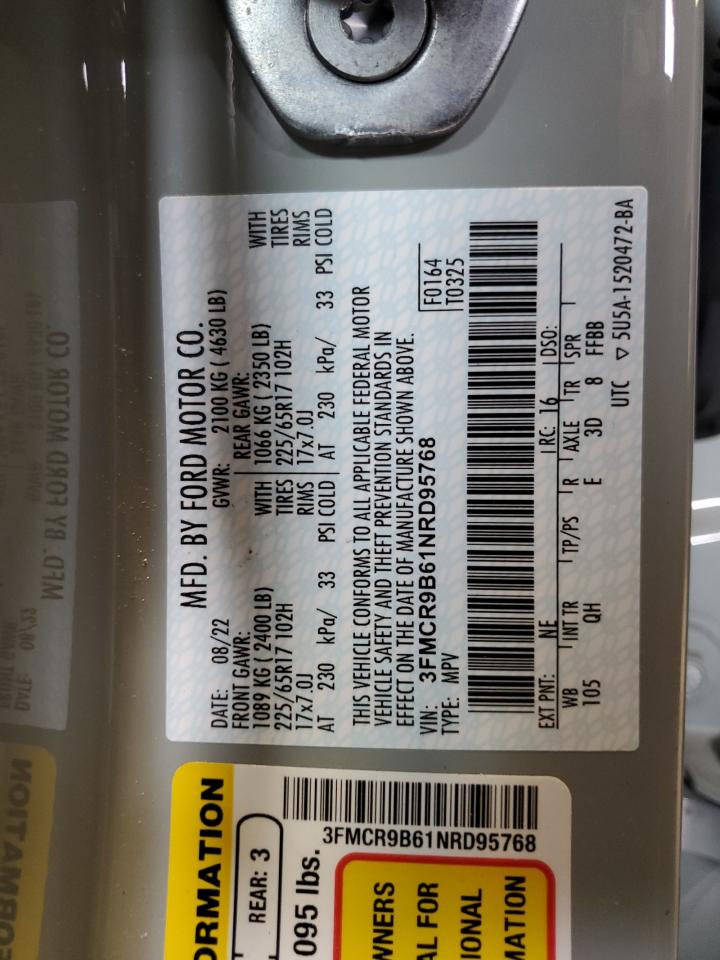 MFD. BY FORD MOTOR CO.
DATE: 08/22 GVWR: 2100 KG ( 4630 LB)
FRONT GAWR: REAR GAWR:
1089 KG ( 2400 LB) WITH 1066 KG ( 2350 LB) WITH
225/65R17 102H TIRES 225/65R17 102H TIRES
17x7.0J RIMS 17x7.0J RIMS
AT 230 kPa/ 33 PSI COLD AT 230 kPa/ 33 PSI COLD
THIS VEHICLE CONFORMS TO ALL APPLICABLE FEDERAL MOTOR
VEHICLE SAFETY AND THEFT PREVENTION STANDARDS IN
EFFECT ON THE DATE OF MANUFACTURE SHOWN ABOVE.
VIN: 3FMCR9B61NRD95768 F0164
TYPE: MPV T0325
EXT PNT: NE RC: 16 DSO:
WB INT TR TP/PS R AXLE TR SPR
105 QH E 3D 8 FFBB
UTC ▽ 5U5A-1520472-BA
ORMATION
REAR: 3
095 lbs.
3FMCR9B61NRD95768
WNERS
AL FOR
IONAL
MATION